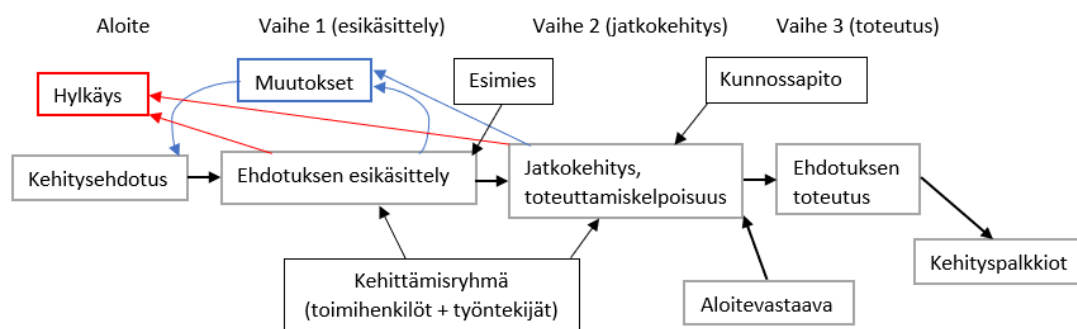 Aloite
Vaihe 1 (esikäsittely)
Vaihe 2 (jatkokehitys)
Vaihe 3 (toteutus)
Hylkäys
Muutokset
Esimies
Kunnossapito
Kehitysehdotus
Ehdotuksen esikäsittely
Jatkokehitys,
toteuttamiskelpoisuus
Ehdotuksen
toteutus
Kehittämisryhmä
(toimihenkilöt + työntekijät)
Aloitevastaava
Kehityspalkkiot